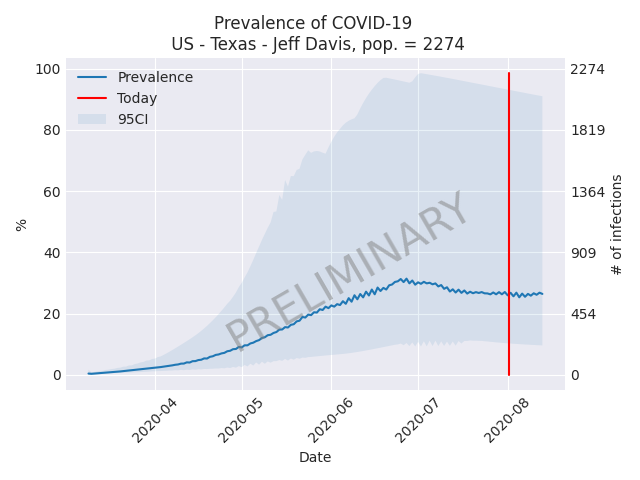 Prevalence of COVID-19
US - Texas - Jeff Davis, pop. = 2274
Prevalence
Today
95CI
100
80
60
40
20
0
%
2274
1819
1364
909
454
0
# of infections
PRELIMINARY
2020-04
2020-05
2020-06
2020-07
2020-08
Date